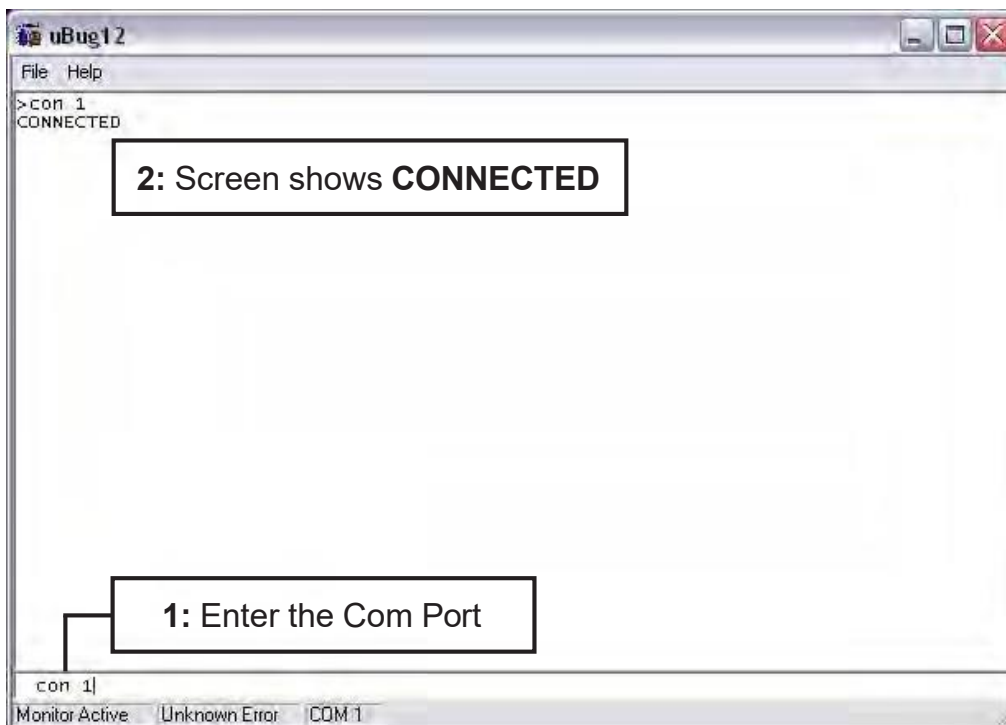 uBug12
File Help
>con 1
CONNECTED
2: Screen shows CONNECTED
1: Enter the Com Port
con 1
Monitor Active Unknown Error COM 1